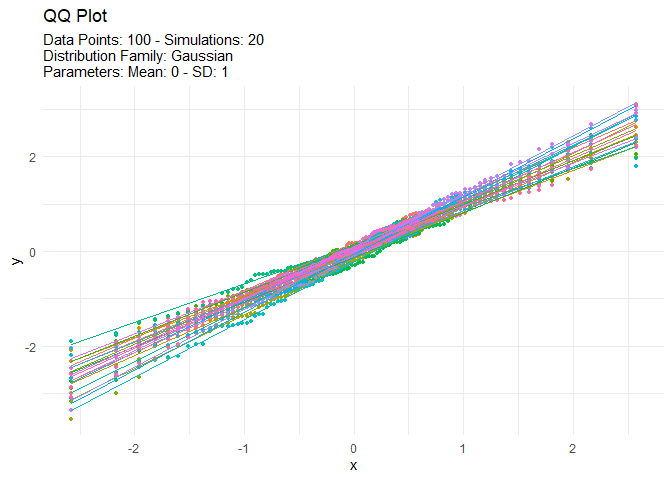 QQ Plot
Data Points: 100 - Simulations: 20
Distribution Family: Gaussian
Parameters: Mean: 0 - SD: 1
2
0
-2
y
-2
-1
0
1
2
x